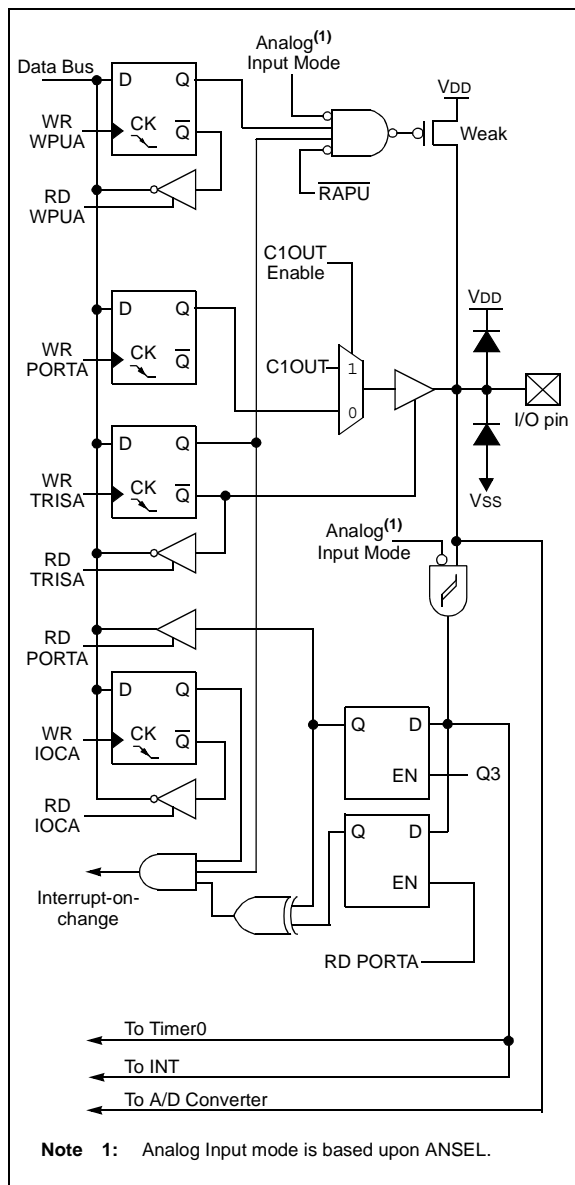 Analog(1)
Input Mode
Data Bus
D Q
VDD
WR
WPUA
CK Q
Weak
RAPU
RD
WPUA
C1OUT
Enable
D Q
VDD
WR
PORTA
CK Q
C1OUT
1
0
I/O pin
D Q
WR
TRISA
CK Q
VSS
Analog(1)
Input Mode
RD
TRISA
RD
PORTA
D Q
Q D
WR
IOCA
CK Q
EN
Q3
RD
IOCA
Q D
EN
Interrupt-on-
change
RD PORTA
To Timer0
To INT
To A/D Converter
Note 1: Analog Input mode is based upon ANSEL.